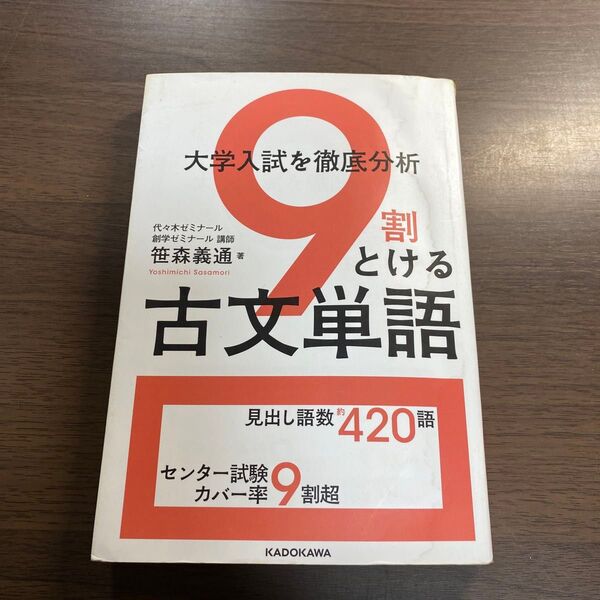 大学入試を徹底分析
9割
とける
代々木ゼミナール
創学ゼミナール 講師
笹森義通 著
Yoshimichi Sasamori
古文単語
見出し語数 約420語
センター試験
カバー率9割超
KADOKAWA